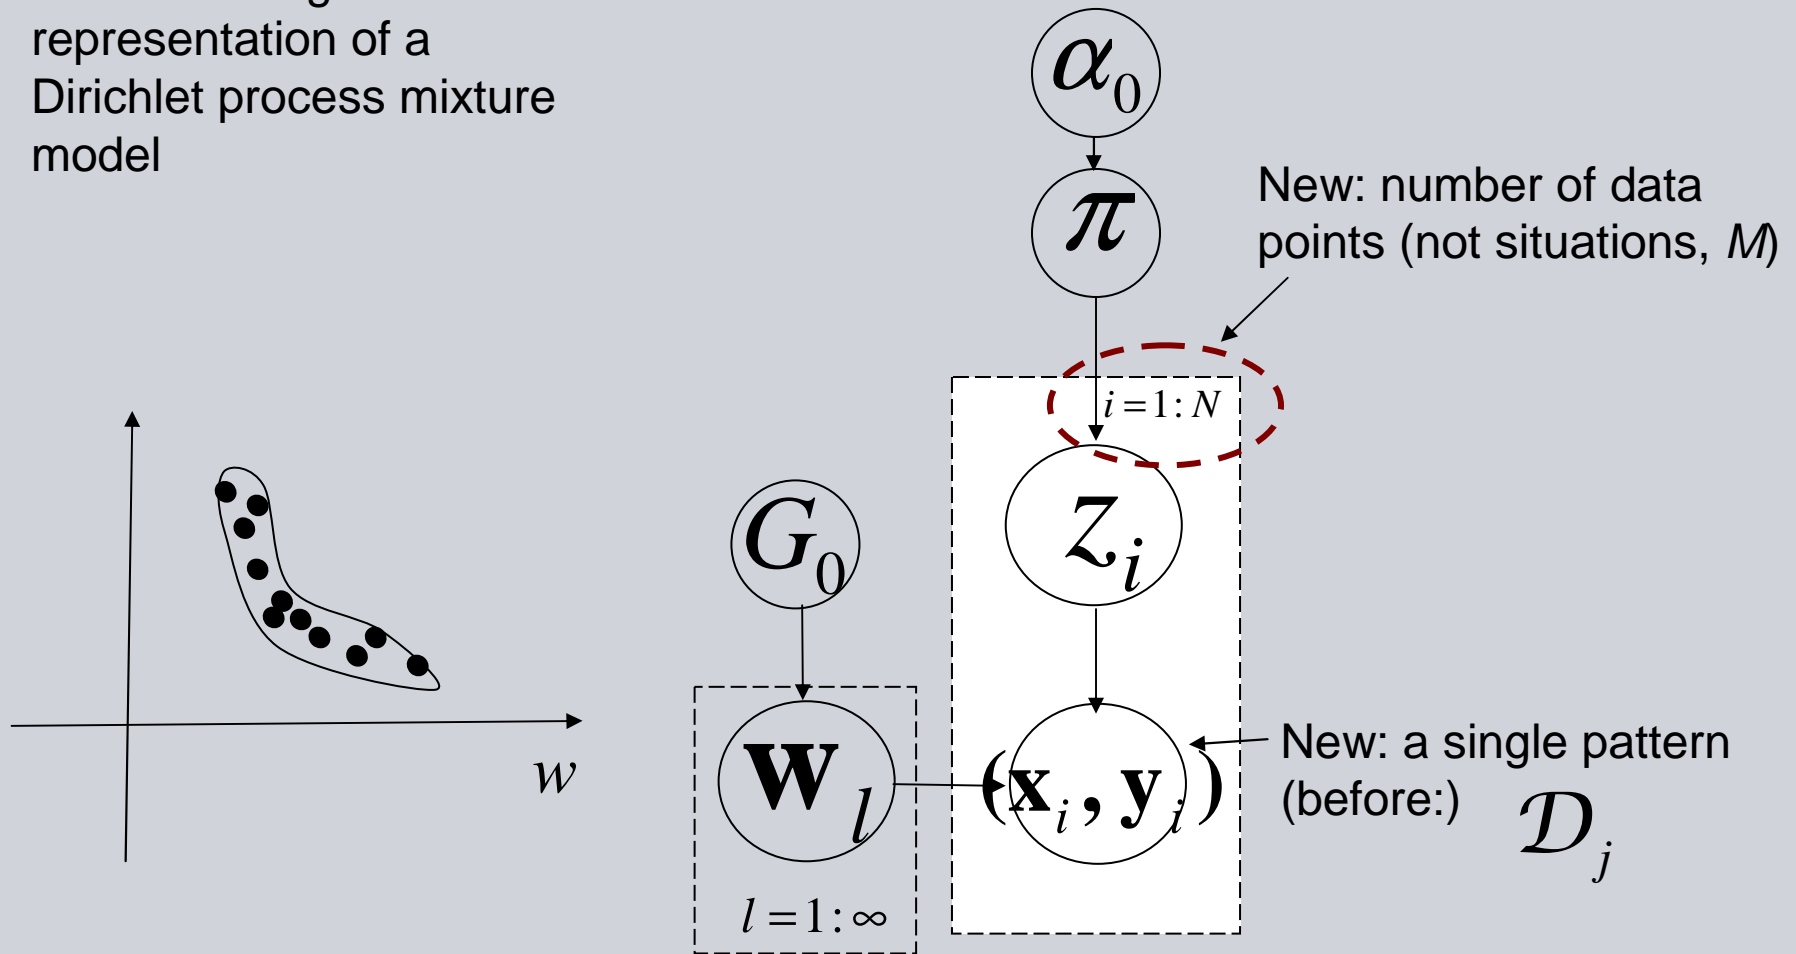 representation of a
Dirichlet process mixture
model
α₀
π
New: number of data
points (not situations, M)
i = 1 : N
G₀
zᵢ
w
w_l
(xᵢ, yᵢ)
New: a single pattern
(before:) 𝒟ⱼ
l = 1 : ∞